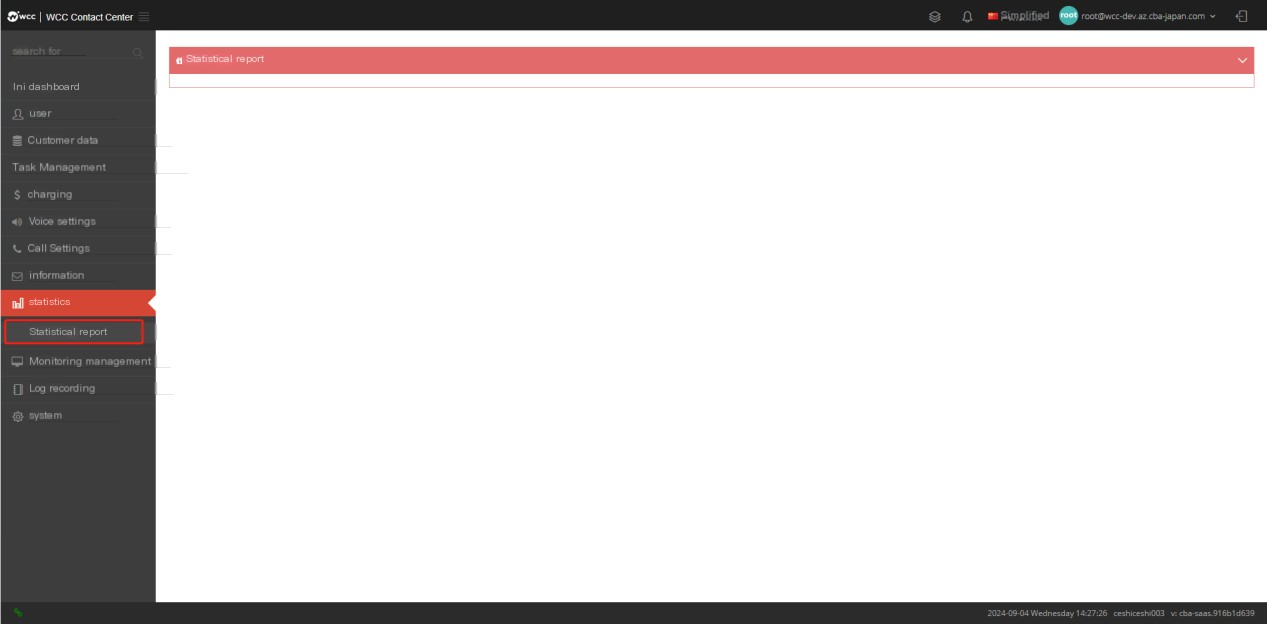 wcc | WCC Contact Center
Simplified
root root@wcc-dev.az.cba-japan.com
search for
Statistical report
Ini dashboard
user
Customer data
Task Management
charging
Voice settings
Call Settings
information
statistics
Statistical report
Monitoring management
Log recording
system
2024-09-04 Wednesday 14:27:26 ceshiceshi003 v: cba-saas.916b1d639